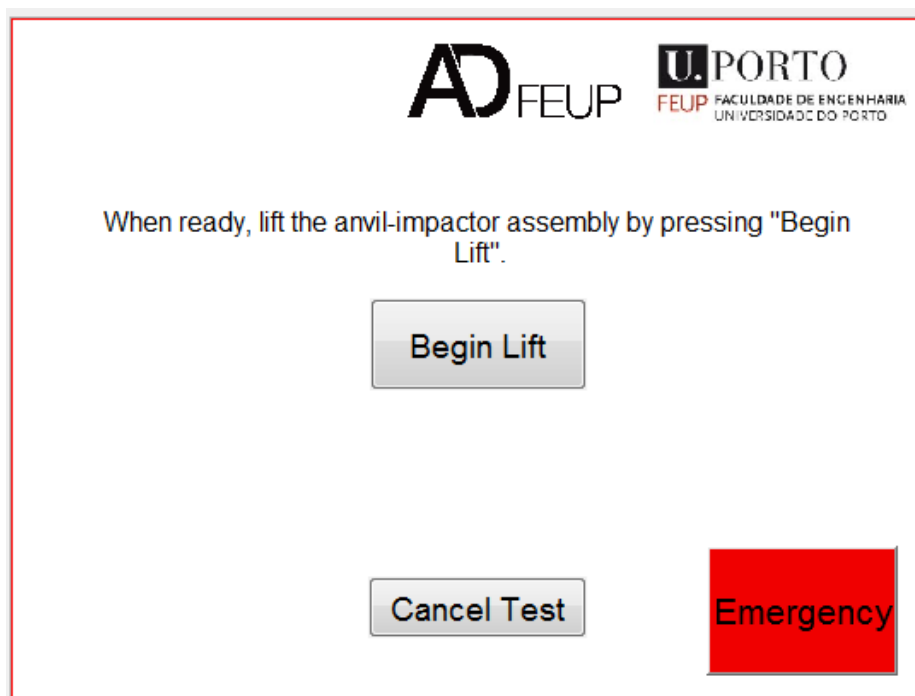 AD FEUP
U. PORTO
FEUP FACULDADE DE ENGENHARIA
UNIVERSIDADE DO PORTO
When ready, lift the anvil-impactor assembly by pressing "Begin
Lift".
Begin Lift
Cancel Test
Emergency